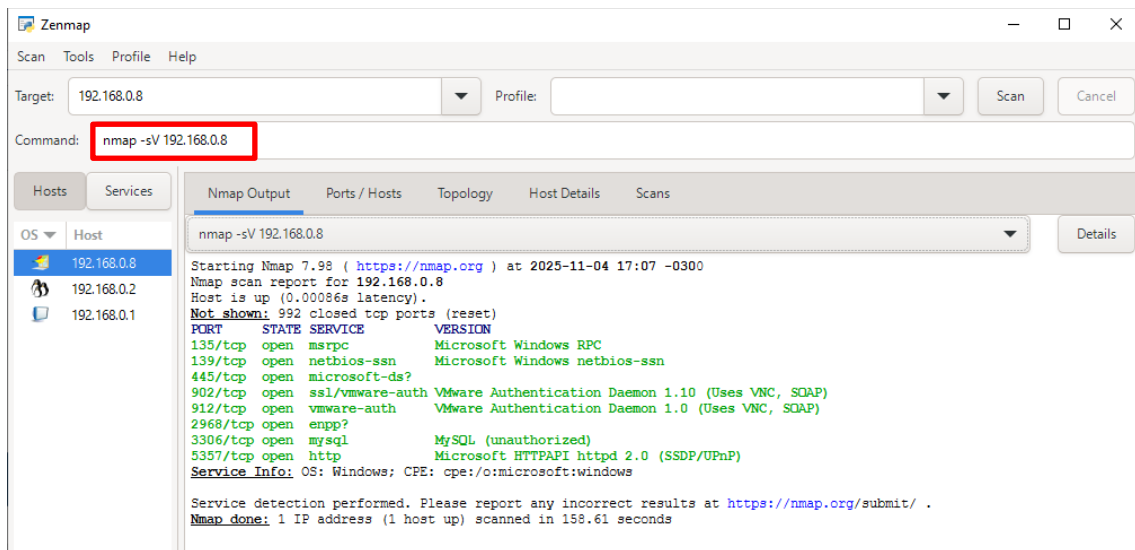 Zenmap
Scan Tools Profile Help
Target: 192.168.0.8 Profile: Scan Cancel
Command: nmap -sV 192.168.0.8
Hosts Services Nmap Output Ports / Hosts Topology Host Details Scans
OS Host nmap -sV 192.168.0.8 Details
192.168.0.8
192.168.0.2
192.168.0.1
Starting Nmap 7.98 ( https://nmap.org ) at 2025-11-04 17:07 -0300
Nmap scan report for 192.168.0.8
Host is up (0.00086s latency).
Not shown: 992 closed tcp ports (reset)
PORT STATE SERVICE VERSION
135/tcp open msrpc Microsoft Windows RPC
139/tcp open netbios-ssn Microsoft Windows netbios-ssn
445/tcp open microsoft-ds?
902/tcp open ssl/vmware-auth VMware Authentication Daemon 1.10 (Uses VNC, SOAP)
912/tcp open vmware-auth VMware Authentication Daemon 1.0 (Uses VNC, SOAP)
2968/tcp open enpp?
3306/tcp open mysql MySQL (unauthorized)
5357/tcp open http Microsoft HTTPAPI httpd 2.0 (SSDP/UPnP)
Service Info: OS: Windows; CPE: cpe:/o:microsoft:windows
Service detection performed. Please report any incorrect results at https://nmap.org/submit/ .
Nmap done: 1 IP address (1 host up) scanned in 158.61 seconds